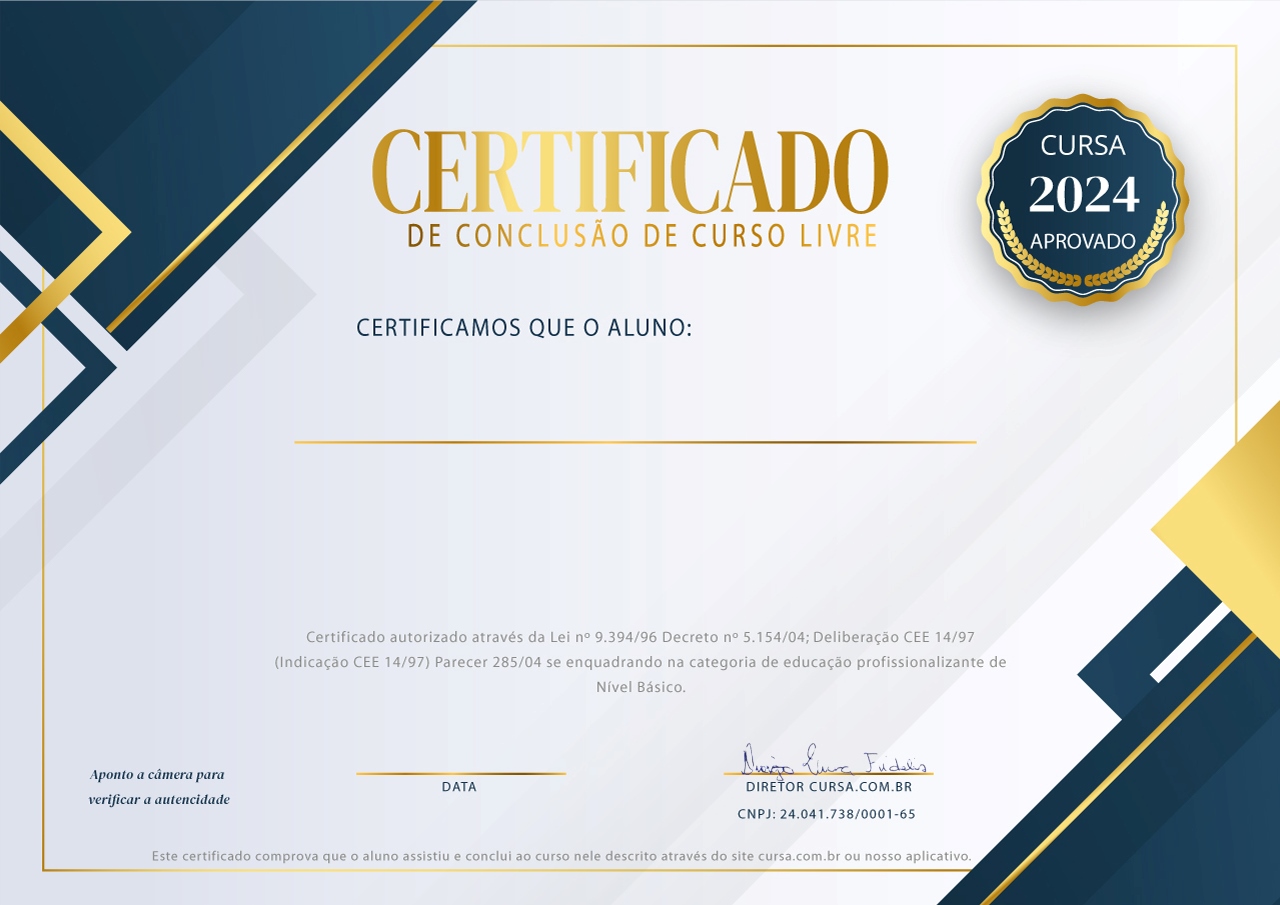 CERTIFICADO
DE CONCLUSÃO DE CURSO LIVRE
CURSA
2024
APROVADO
CERTIFICAMOS QUE O ALUNO:
Certificado autorizado através da Lei nº 9.394/96 Decreto nº 5.154/04; Deliberação CEE 14/97
(Indicação CEE 14/97) Parecer 285/04 se enquadrando na categoria de educação profissionalizante de
Nível Básico.
Aponto a câmera para
verificar a autencidade
DATA
DIRETOR CURSA.COM.BR
CNPJ: 24.041.738/0001-65
Este certificado comprova que o aluno assistiu e conclui ao curso nele descrito através do site cursa.com.br ou nosso aplicativo.